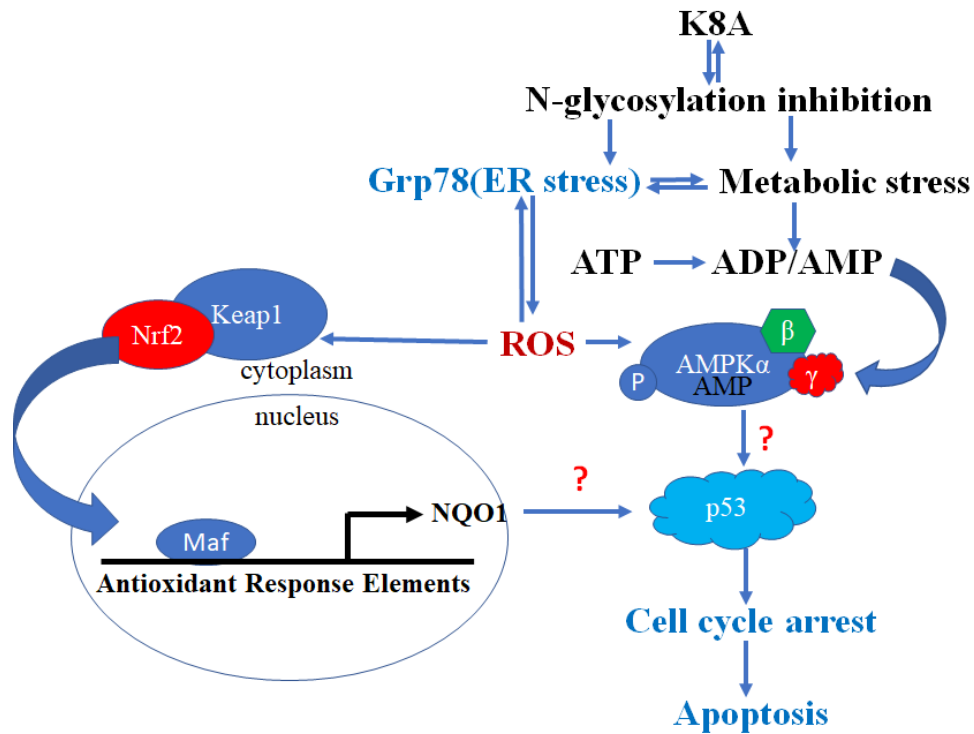 K8A
N-glycosylation inhibition
Grp78(ER stress)
Metabolic stress
ATP
ADP/AMP
Keap1
Nrf2
ROS
β
AMPKα
γ
P
AMP
cytoplasm
nucleus
?
?
NQO1
p53
Maf
Antioxidant Response Elements
Cell cycle arrest
Apoptosis